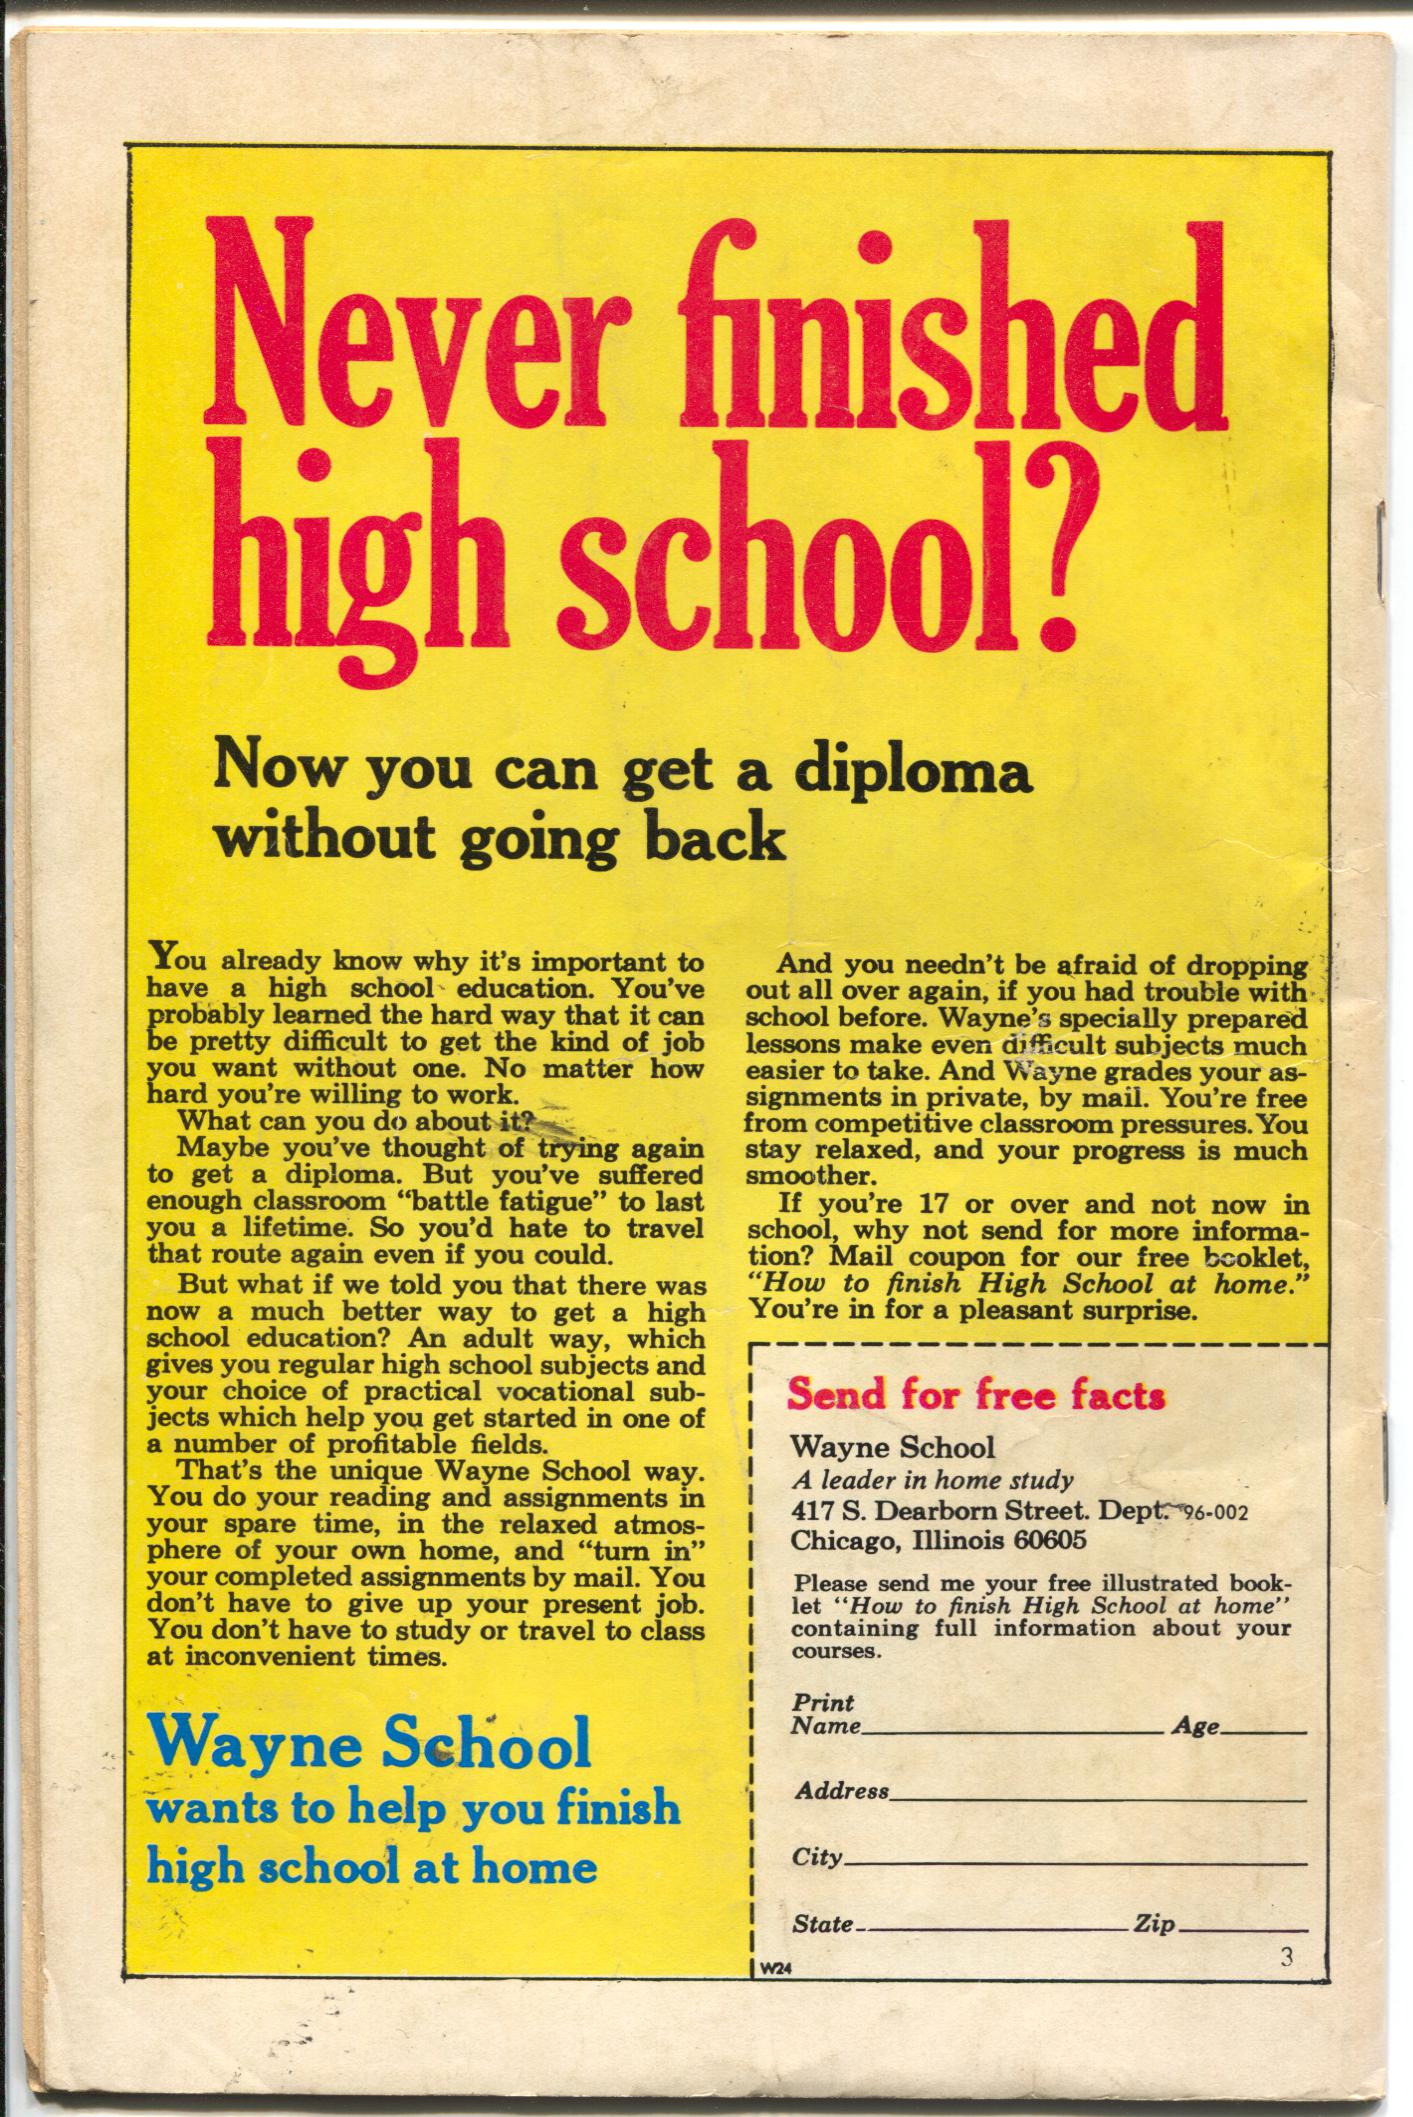 Never finished
high school?
Now you can get a diploma
without going back
You already know why it's important to
have a high school education. You've
probably learned the hard way that it can
be pretty difficult to get the kind of job
you want without one. No matter how
hard you're willing to work.
What can you do about it?
Maybe you've thought of trying again
to get a diploma. But you've suffered
enough classroom “battle fatigue” to last
you a lifetime. So you'd hate to travel
that route again even if you could.
But what if we told you that there was
now a much better way to get a high
school education? An adult way, which
gives you regular high school subjects and
your choice of practical vocational sub-
jects which help you get started in one of
a number of profitable fields.
That's the unique Wayne School way.
You do your reading and assignments in
your spare time, in the relaxed atmos-
phere of your own home, and “turn in”
your completed assignments by mail. You
don't have to give up your present job.
You don't have to study or travel to class
at inconvenient times.
Wayne School
wants to help you finish
high school at home
And you needn't be afraid of dropping
out all over again, if you had trouble with
school before. Wayne's specially prepared
lessons make even difficult subjects much
easier to take. And Wayne grades your as-
signments in private, by mail. You're free
from competitive classroom pressures. You
stay relaxed, and your progress is much
smoother.
If you're 17 or over and not now in
school, why not send for more informa-
tion? Mail coupon for our free booklet,
“How to finish High School at home.”
You're in for a pleasant surprise.
Send for free facts
Wayne School
A leader in home study
417 S. Dearborn Street. Dept. 96-002
Chicago, Illinois 60605
Please send me your free illustrated book-
let “How to finish High School at home”
containing full information about your
courses.
Print
Name Age
Address
City
State Zip
W24 3